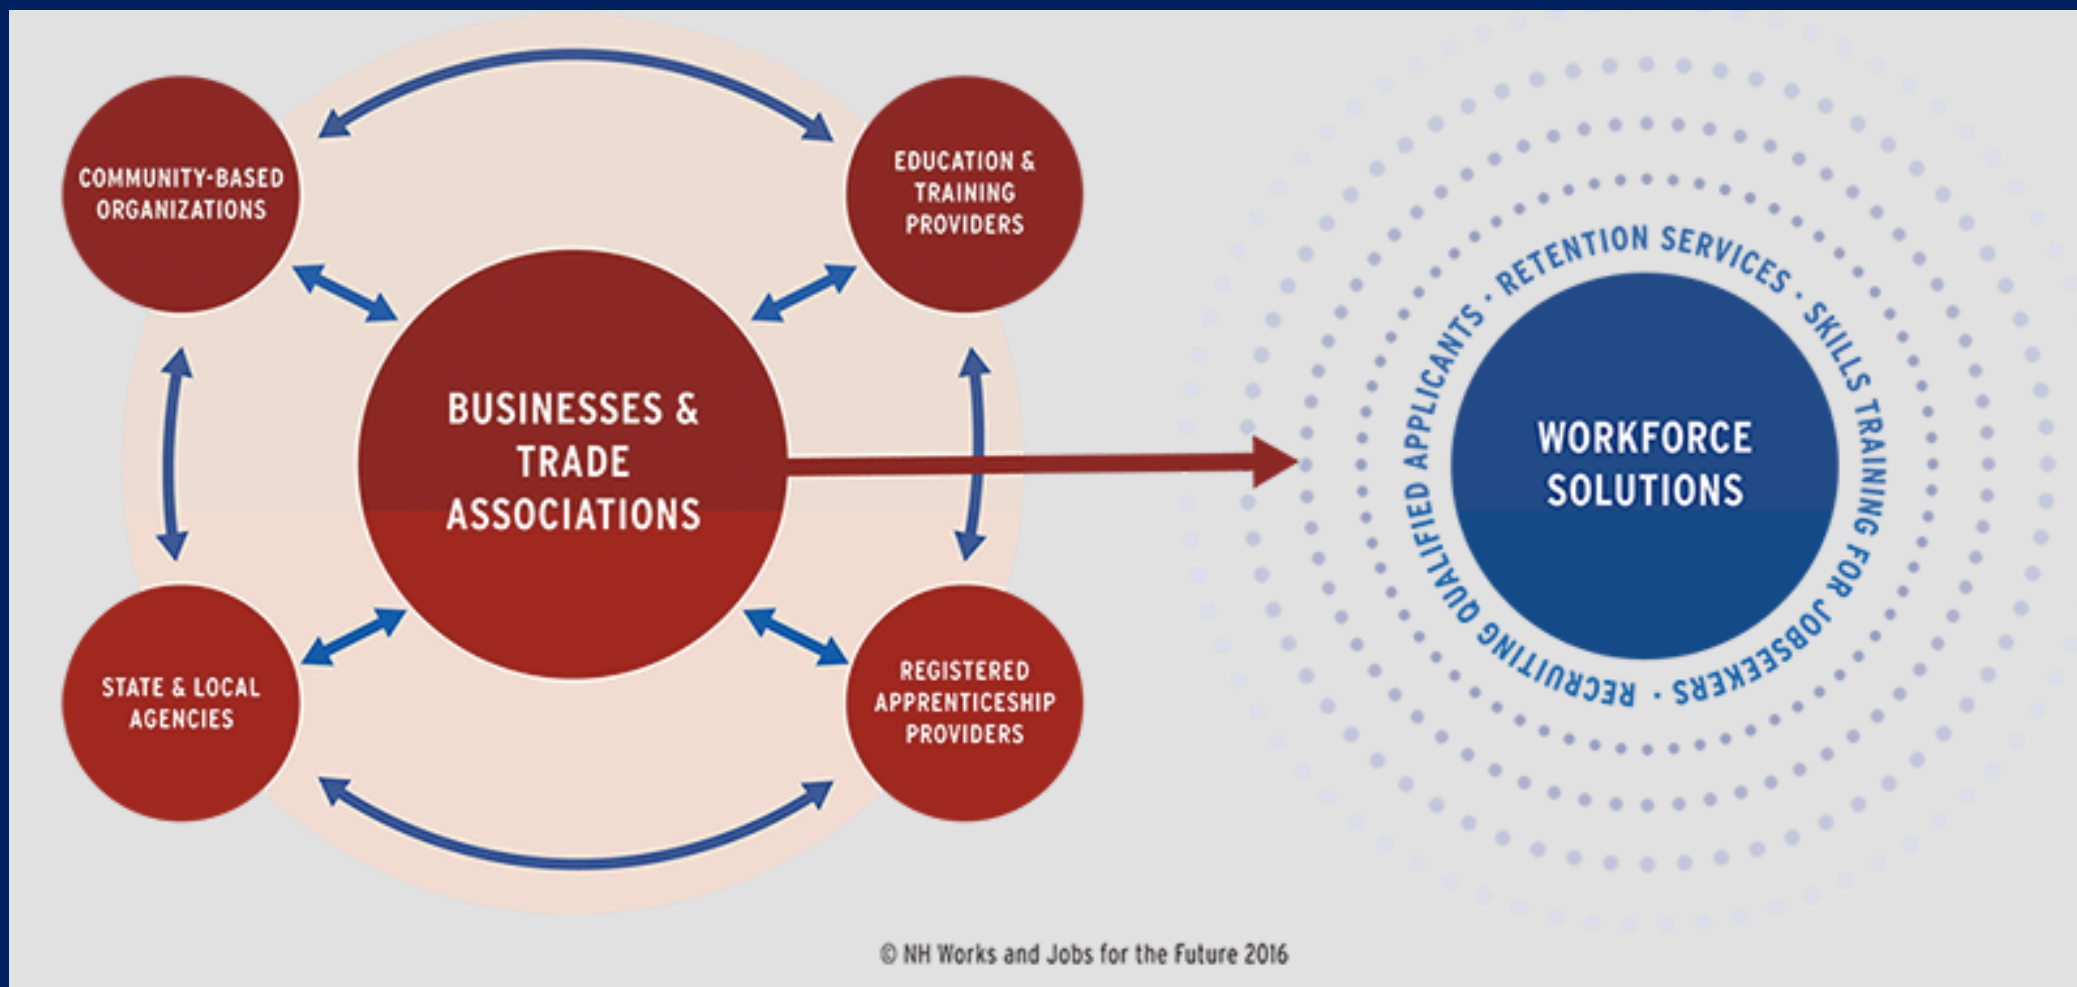 COMMUNITY-BASED
ORGANIZATIONS
EDUCATION &
TRAINING
PROVIDERS
BUSINESSES &
TRADE
ASSOCIATIONS
STATE & LOCAL
AGENCIES
REGISTERED
APPRENTICESHIP
PROVIDERS
RECRUITING QUALIFIED APPLICANTS · RETENTION SERVICES · SKILLS TRAINING FOR JOBSEEKERS ·
WORKFORCE
SOLUTIONS
© NH Works and Jobs for the Future 2016